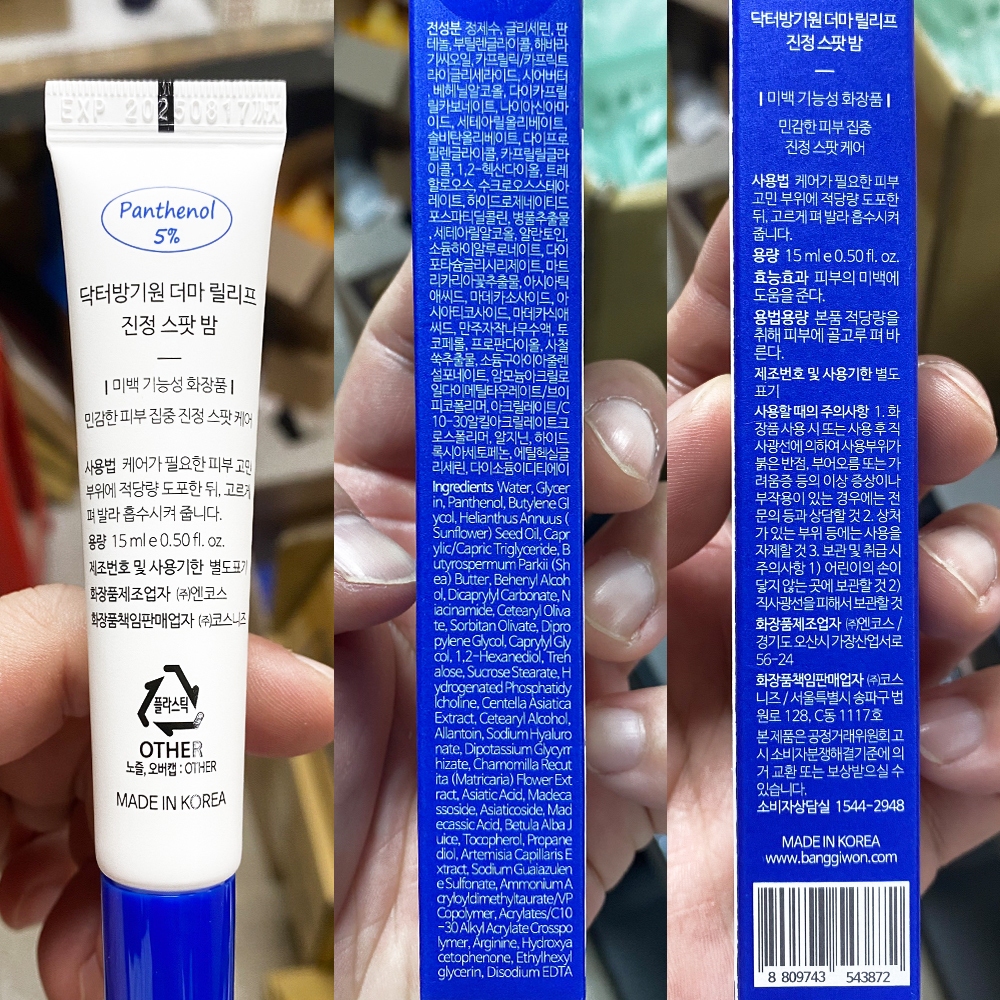 EXP 20250817까지
Panthenol
5%
닥터방기원 더마 릴리프
진정 스팟 밤
| 미백 기능성 화장품 |
민감한 피부 집중 진정 스팟 케어
사용법 케어가 필요한 피부 고민
부위에 적당량 도포한 뒤, 고르게
펴 발라 흡수시켜 줍니다.
용량 15 ml e 0.50 fl. oz.
제조번호 및 사용기한 별도표기
화장품제조업자 ㈜엔코스
화장품책임판매업자 ㈜코스니즈
플라스틱
OTHER
노즐, 오버캡 : OTHER
MADE IN KOREA
전성분 정제수, 글리세린, 판
테놀, 부틸렌글라이콜, 해바라
기씨오일, 카프릴릭/카프릭트
라이글리세라이드, 시어버터
, 베헤닐알코올, 다이카프릴
릴카보네이트, 나이아신아마
이드, 세테아릴올리베이트,
솔비탄올리베이트, 다이프로
필렌글라이콜, 카프릴릴글라
이콜, 1,2-헥산다이올, 트레
할로오스, 수크로오스스테아
레이트, 하이드로제네이티드
포스파티딜콜린, 병풀추출물
, 세테아릴알코올, 알란토인,
소듐하이알루로네이트, 다이
포타슘글리시리제이트, 마트
리카리아꽃추출물, 아시아틱
애씨드, 마데카소사이드, 아
시아티코사이드, 마데카식애
씨드, 만주자작나무수액, 토
코페롤, 프로판다이올, 사철
쑥추출물, 소듐구아이아줄렌
설포네이트, 암모늄아크릴로
일다이메틸타우레이트/브이
피코폴리머, 아크릴레이트/C
10-30알킬아크릴레이트크
로스폴리머, 알지닌, 하이드
록시아세토페논, 에틸헥실글
리세린, 다이소듐이디티에이
Ingredients Water, Glycer
in, Panthenol, Butylene Gl
ycol, Helianthus Annuus (
Sunflower) Seed Oil, Capr
ylic/Capric Triglyceride, B
utyrospermum Parkii (Sh
ea) Butter, Behenyl Alcoh
ol, Dicaprylyl Carbonate, N
iacinamide, Cetearyl Oliva
te, Sorbitan Olivate, Dipro
pylene Glycol, Caprylyl Gly
col, 1,2-Hexanediol, Treh
alose, Sucrose Stearate, H
ydrogenated Phosphatidy
lcholine, Centella Asiatica
Extract, Cetearyl Alcohol,
Allantoin, Sodium Hyaluro
nate, Dipotassium Glycyrr
hizate, Chamomilla Recut
ita (Matricaria) Flower Ext
ract, Asiatic Acid, Madeca
ssoside, Asiaticoside, Mad
ecassic Acid, Betula Alba J
uice, Tocopherol, Propane
diol, Artemisia Capillaris E
xtract, Sodium Guaiazulen
e Sulfonate, Ammonium A
cryloyldimethyltaurate/VP
Copolymer, Acrylates/C10
-30 Alkyl Acrylate Crosspo
lymer, Arginine, Hydroxya
cetophenone, Ethylhexyl
glycerin, Disodium EDTA
닥터방기원 더마 릴리프
진정 스팟 밤
| 미백 기능성 화장품 |
민감한 피부 집중
진정 스팟 케어
사용법 케어가 필요한 피부
고민 부위에 적당량 도포한
뒤, 고르게 펴 발라 흡수시켜
줍니다.
용량 15 ml e 0.50 fl. oz.
효능효과 피부의 미백에
도움을 준다.
용법용량 본품 적당량을
취해 피부에 골고루 펴 바
른다.
제조번호 및 사용기한 별도
표기
사용할 때의 주의사항 1. 화
장품 사용 시 또는 사용 후 직
사광선에 의하여 사용부위가
붉은 반점, 부어오름 또는 가
려움증 등의 이상 증상이나
부작용이 있는 경우에는 전
문의 등과 상담할 것 2. 상처
가 있는 부위 등에는 사용을
자제할 것 3. 보관 및 취급 시
주의사항 1) 어린이의 손이
닿지 않는 곳에 보관할 것 2)
직사광선을 피해서 보관할 것
화장품제조업자 ㈜엔코스 /
경기도 오산시 가장산업서로
56-24
화장품책임판매업자 ㈜코스
니즈 / 서울특별시 송파구 법
원로 128, C동 1117호
본 제품은 공정거래위원회 고
시 소비자분쟁해결기준에 의
거 교환 또는 보상받으실 수
있습니다.
소비자상담실 1544-2948
MADE IN KOREA
www.banggiwon.com
8 809743 543872